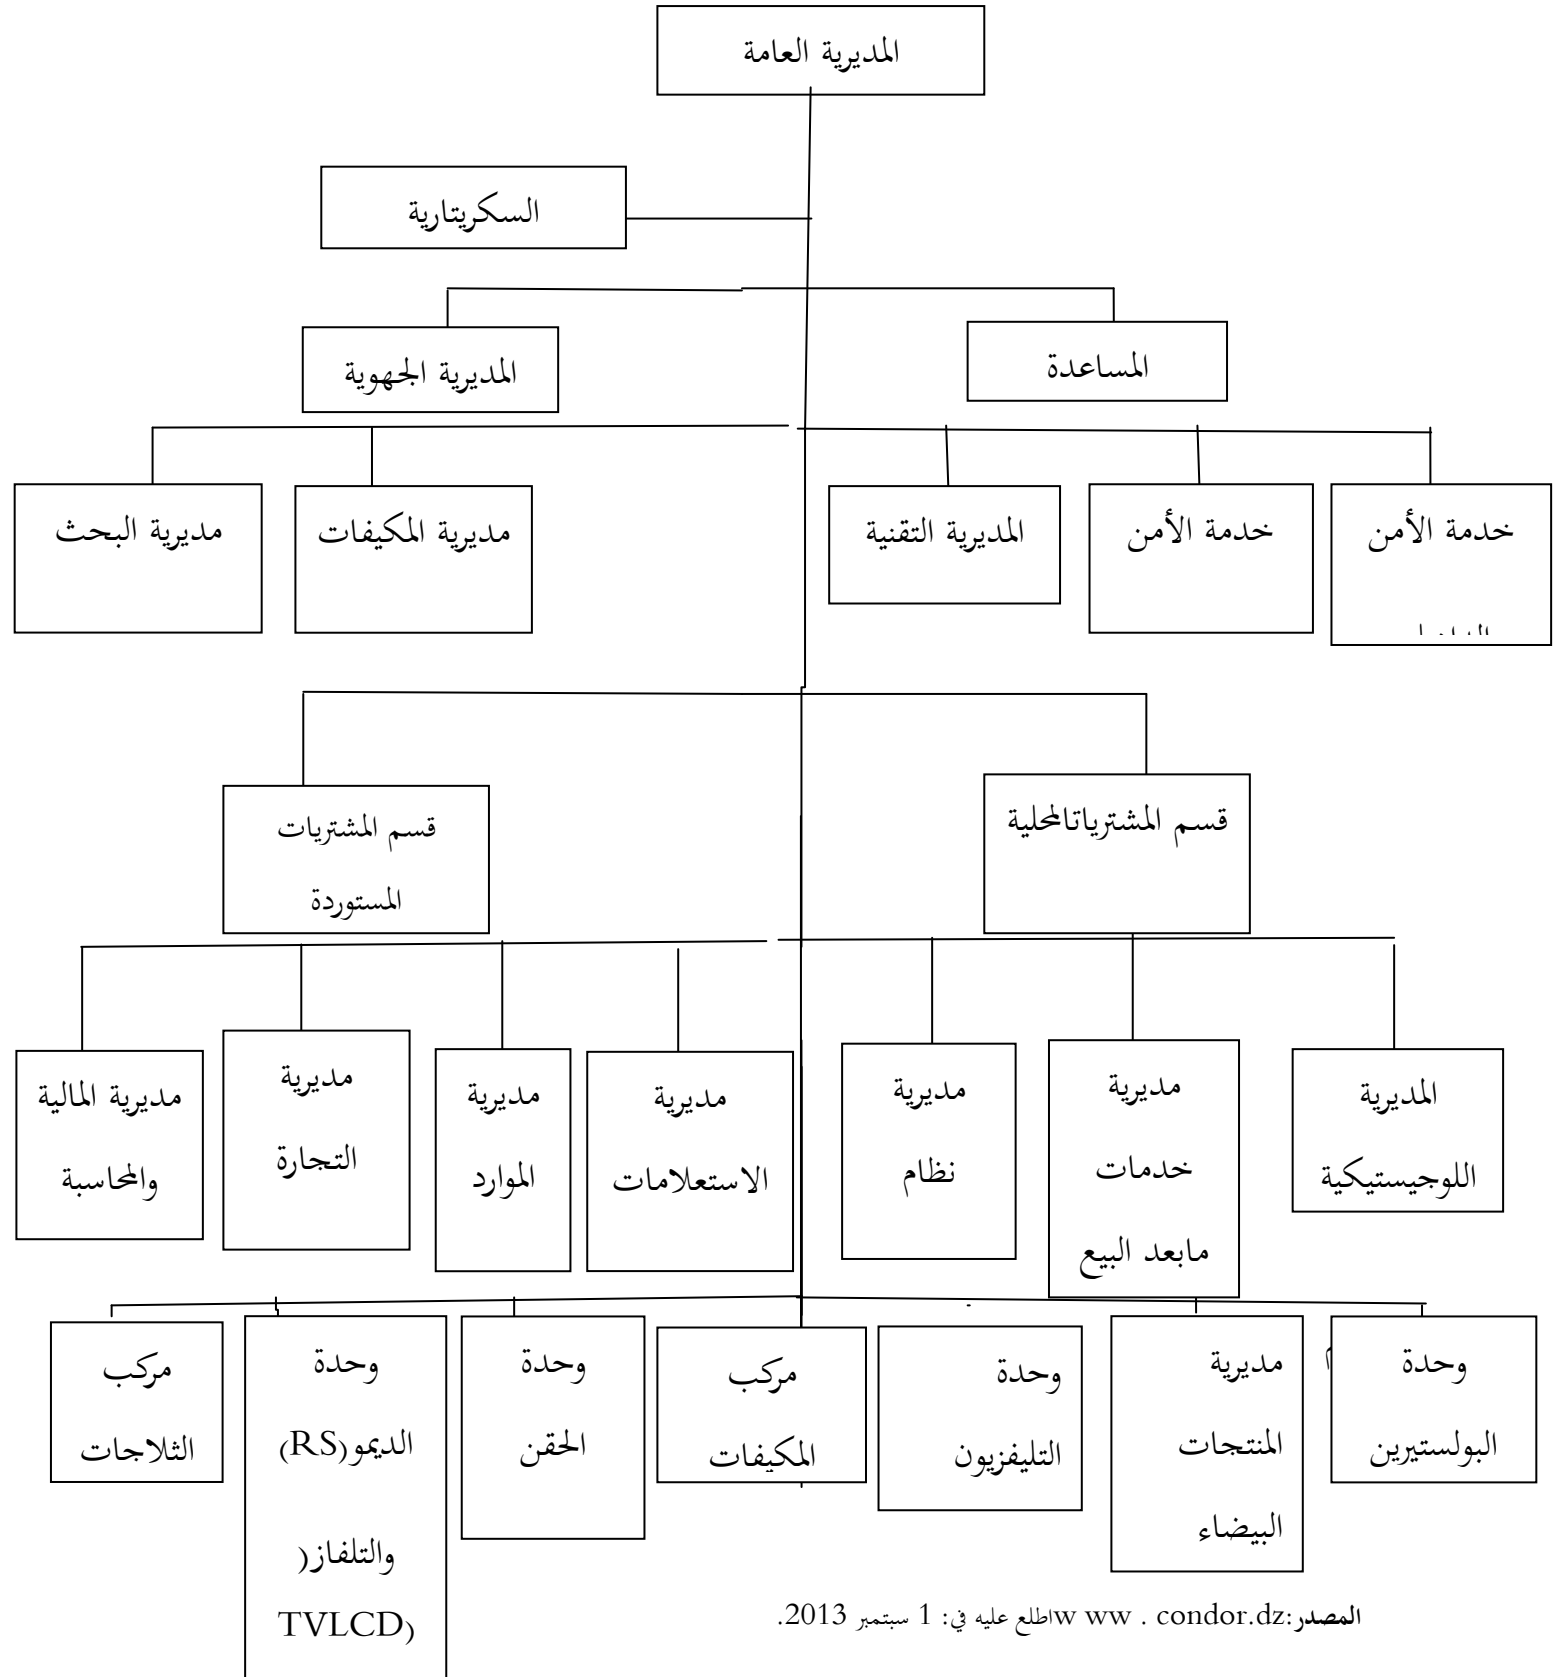 المديرية العامة
السكريتارية
المساعدة
المديرية الجهوية
خدمة الأمن
خدمة الأمن
المديرية التقنية
مديرية المكيفات
مديرية البحث
قسم المشترياتالمحلية
قسم المشتريات
المستوردة
المديرية
اللوجيستيكية
مديرية
خدمات
مابعد البيع
مديرية
نظام
مديرية
الاستعلامات
مديرية
الموارد
مديرية
التجارة
مديرية المالية
والمحاسبة
وحدة
البولستيرين
مديرية
المنتجات
البيضاء
وحدة
التليفزيون
مركب
المكيفات
وحدة
الحقن
وحدة
الديمو(RS)
والتلفاز(
TVLCD)
مركب
الثلاجات
المصدر:w ww . condor.dzاطلع عليه في: 1 سبتمبر 2013.